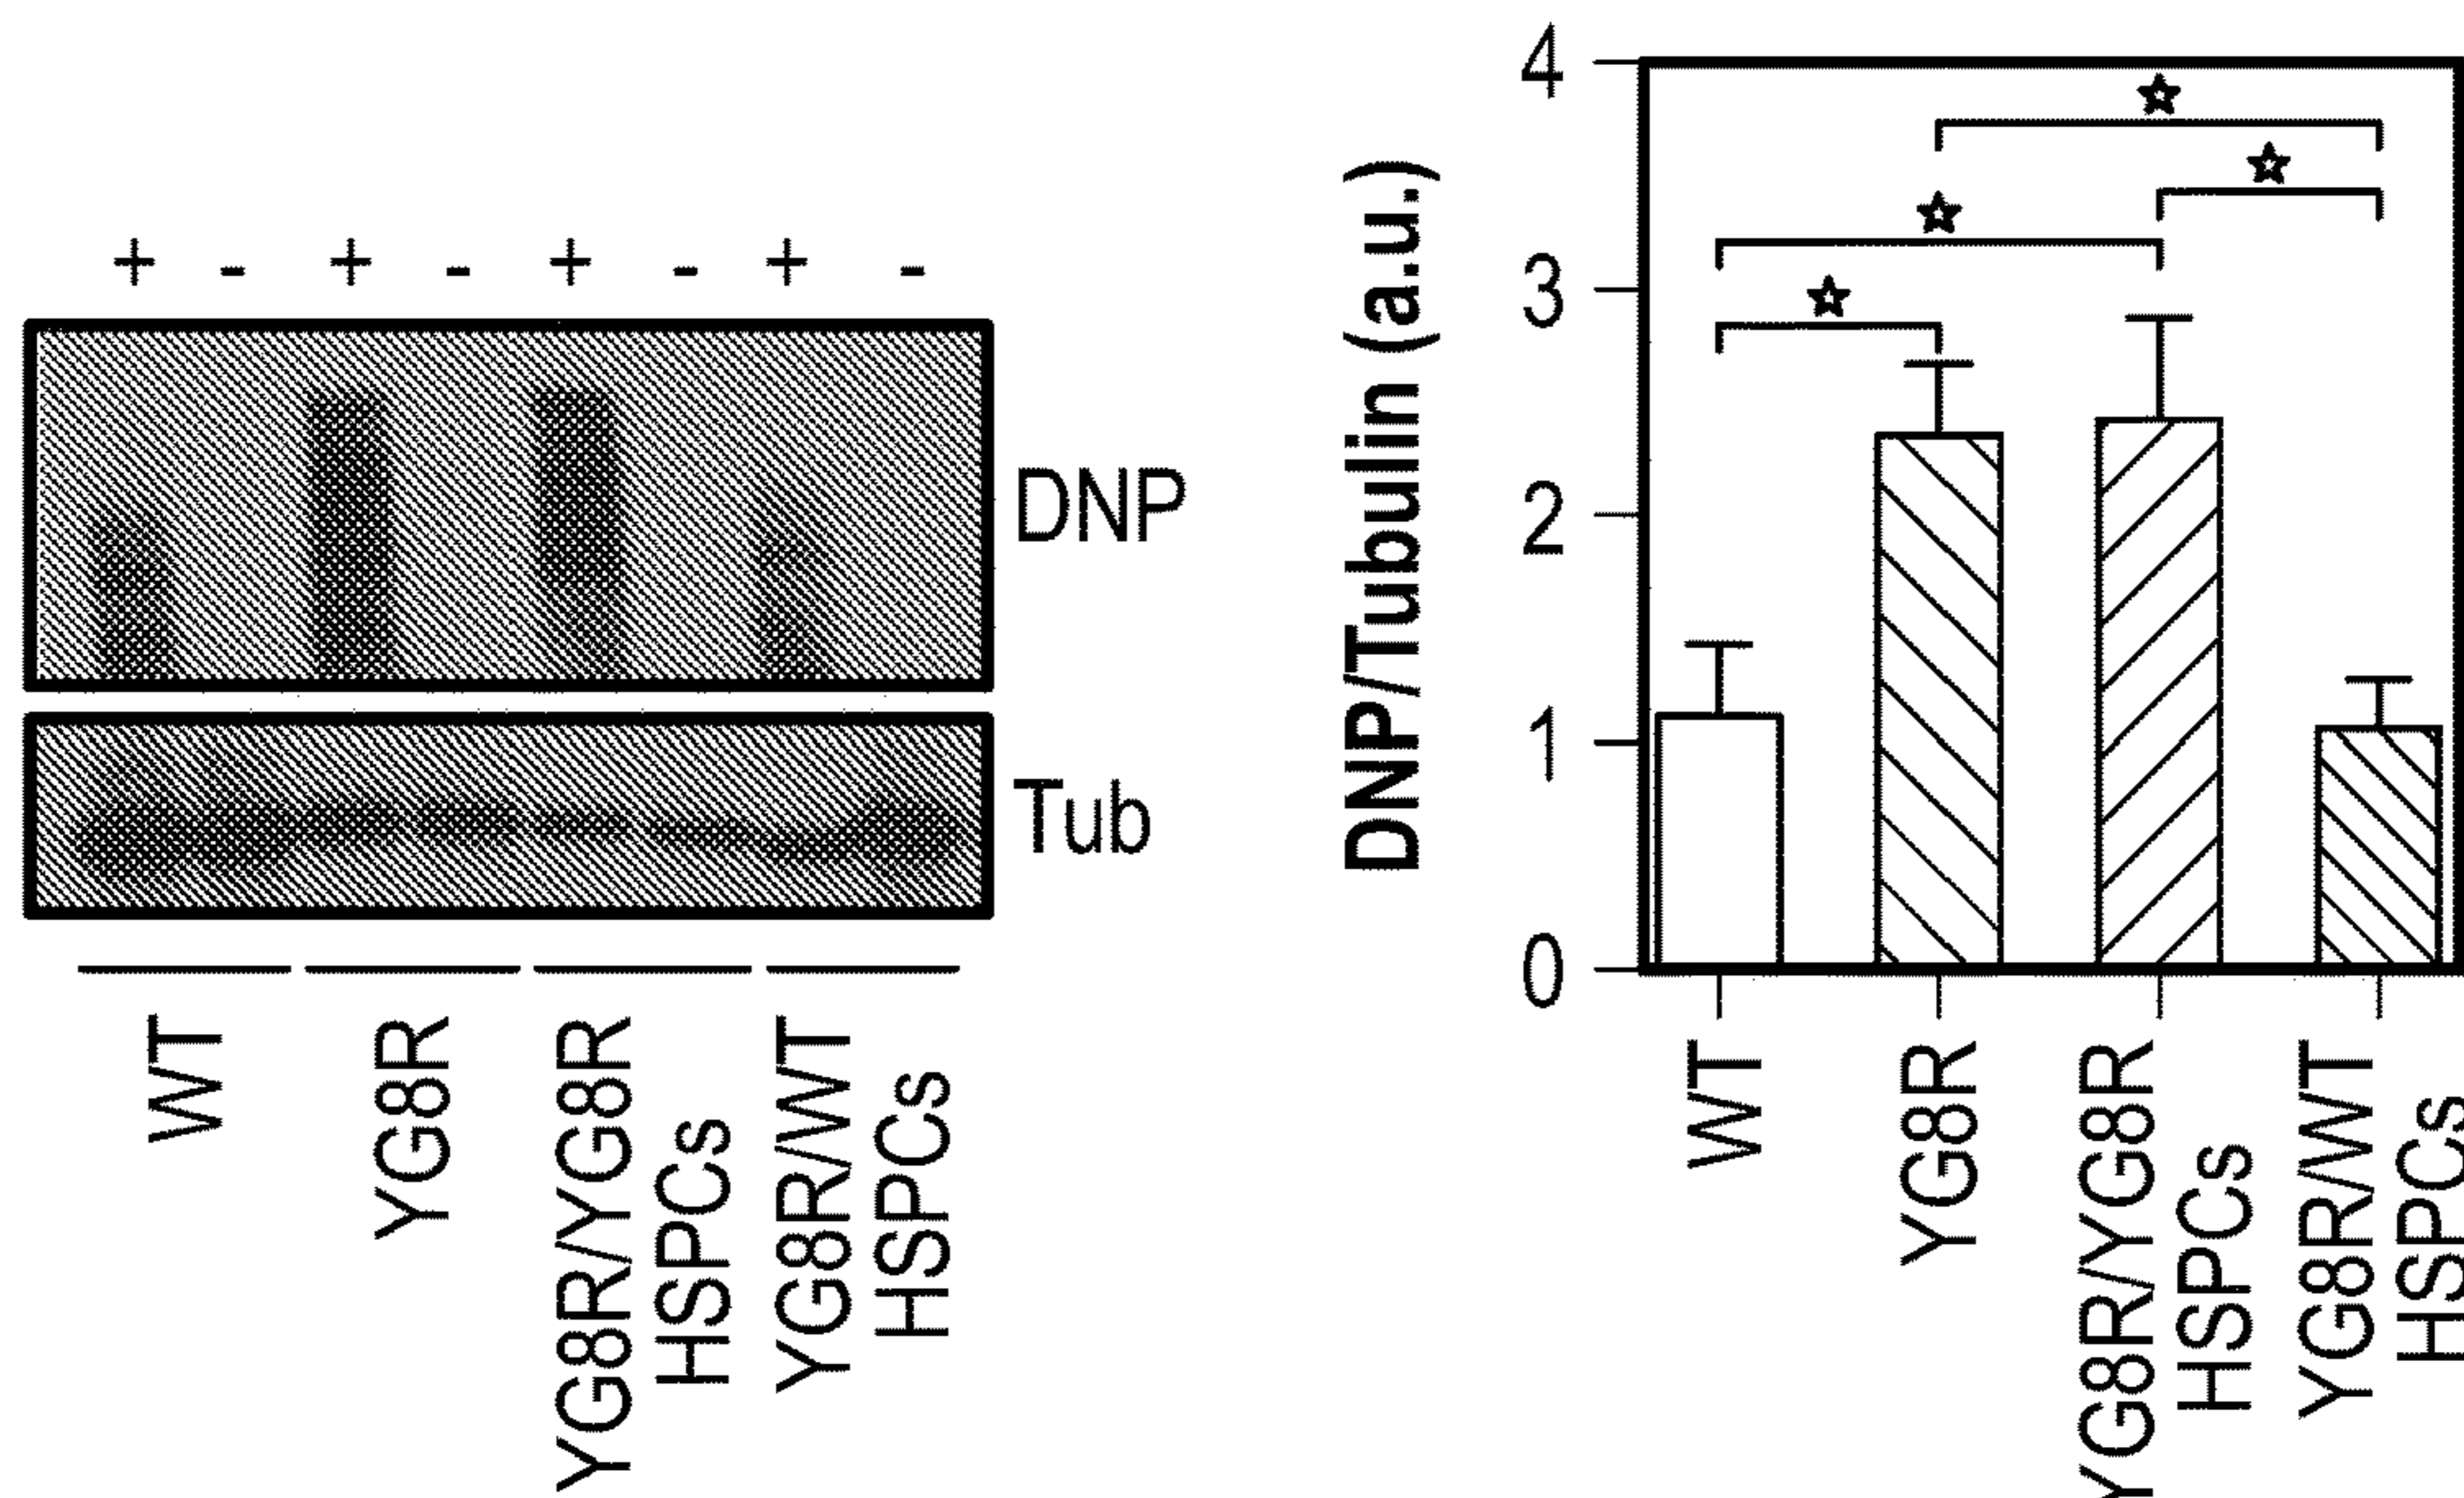 + - + - + - + -
DNP
Tub
WT
YG8R
YG8R/YG8R
HSPCs
YG8R/WT
HSPCs
DNP/Tubulin (a.u.)
4
3
2
1
0
WT
YG8R
YG8R/YG8R
HSPCs
YG8R/WT
HSPCs